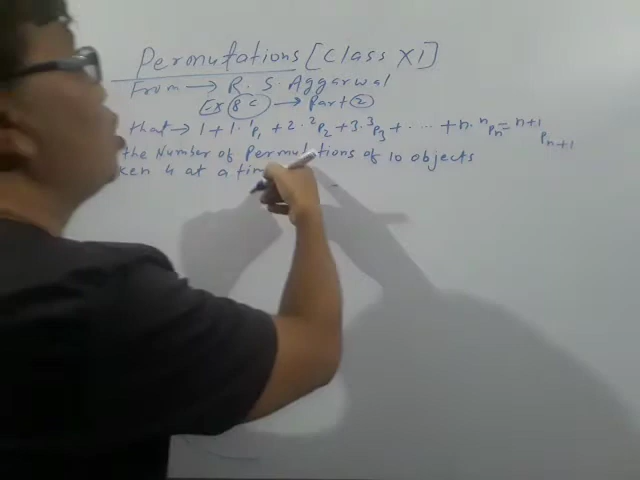 Permutations [Class XI]
From → R. S. Aggarwal
Ex 8C → Part 2
that → 1 + 1·¹P₁ + 2·²P₂ + 3·³P₃ + ···· + n·ⁿPₙ = ⁿ⁺¹Pₙ₊₁
the Number of Permutations of 10 objects
ken 4 at a tim